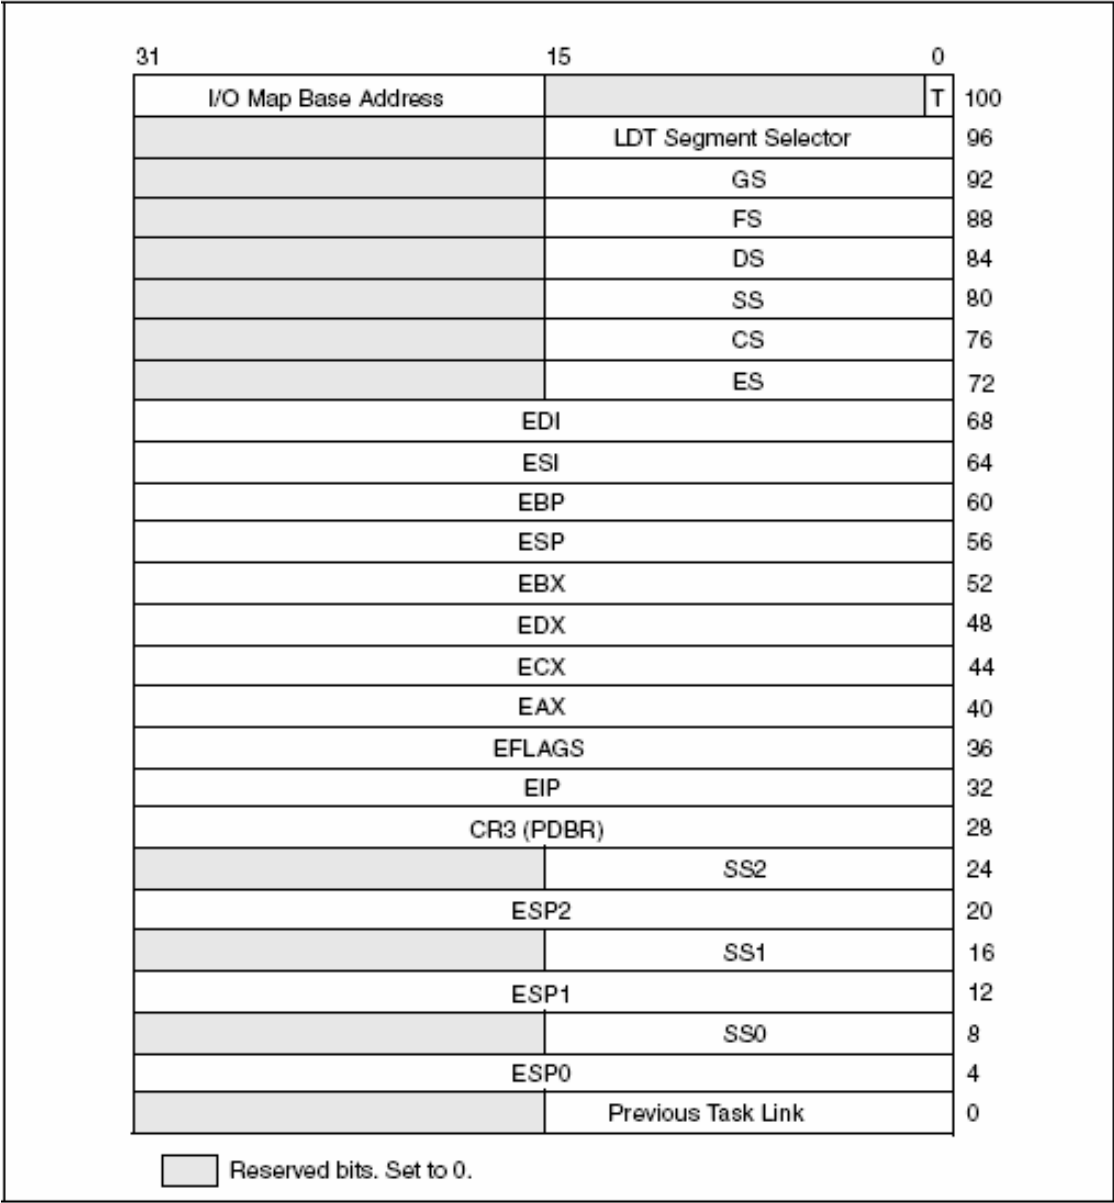 31 15 0
I/O Map Base Address T 100
LDT Segment Selector 96
GS 92
FS 88
DS 84
SS 80
CS 76
ES 72
EDI 68
ESI 64
EBP 60
ESP 56
EBX 52
EDX 48
ECX 44
EAX 40
EFLAGS 36
EIP 32
CR3 (PDBR) 28
SS2 24
ESP2 20
SS1 16
ESP1 12
SS0 8
ESP0 4
Previous Task Link 0
Reserved bits. Set to 0.